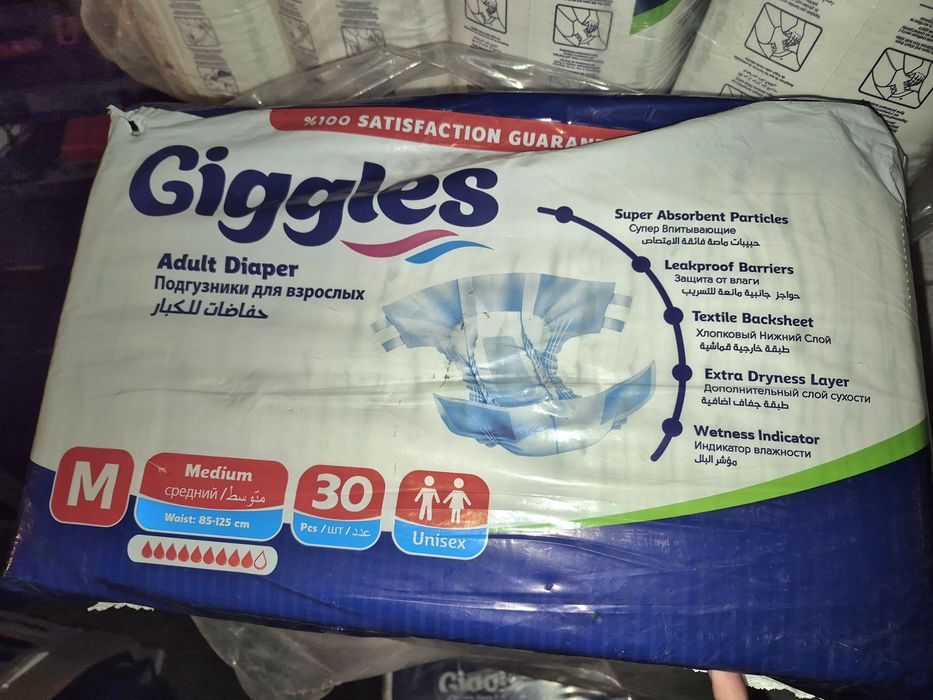 %100 SATISFACTION GUARAN
Giggles
Adult Diaper
Подгузники для взрослых
حفاضات للكبار
Super Absorbent Particles
Супер Впитывающие
حبيبات ماصة فائقة الامتصاص
Leakproof Barriers
Защита от влаги
حواجز جانبية مانعة للتسريب
Textile Backsheet
Хлопковый Нижний Слой
طبقة خارجية قماشية
Extra Dryness Layer
Дополнительный слой сухости
طبقة جفاف اضافية
Wetness Indicator
Индикатор влажности
مؤشر البلل
M
Medium
средний / متوسط
Waist: 85-125 cm
30
Pcs / ШТ / عدد
Unisex